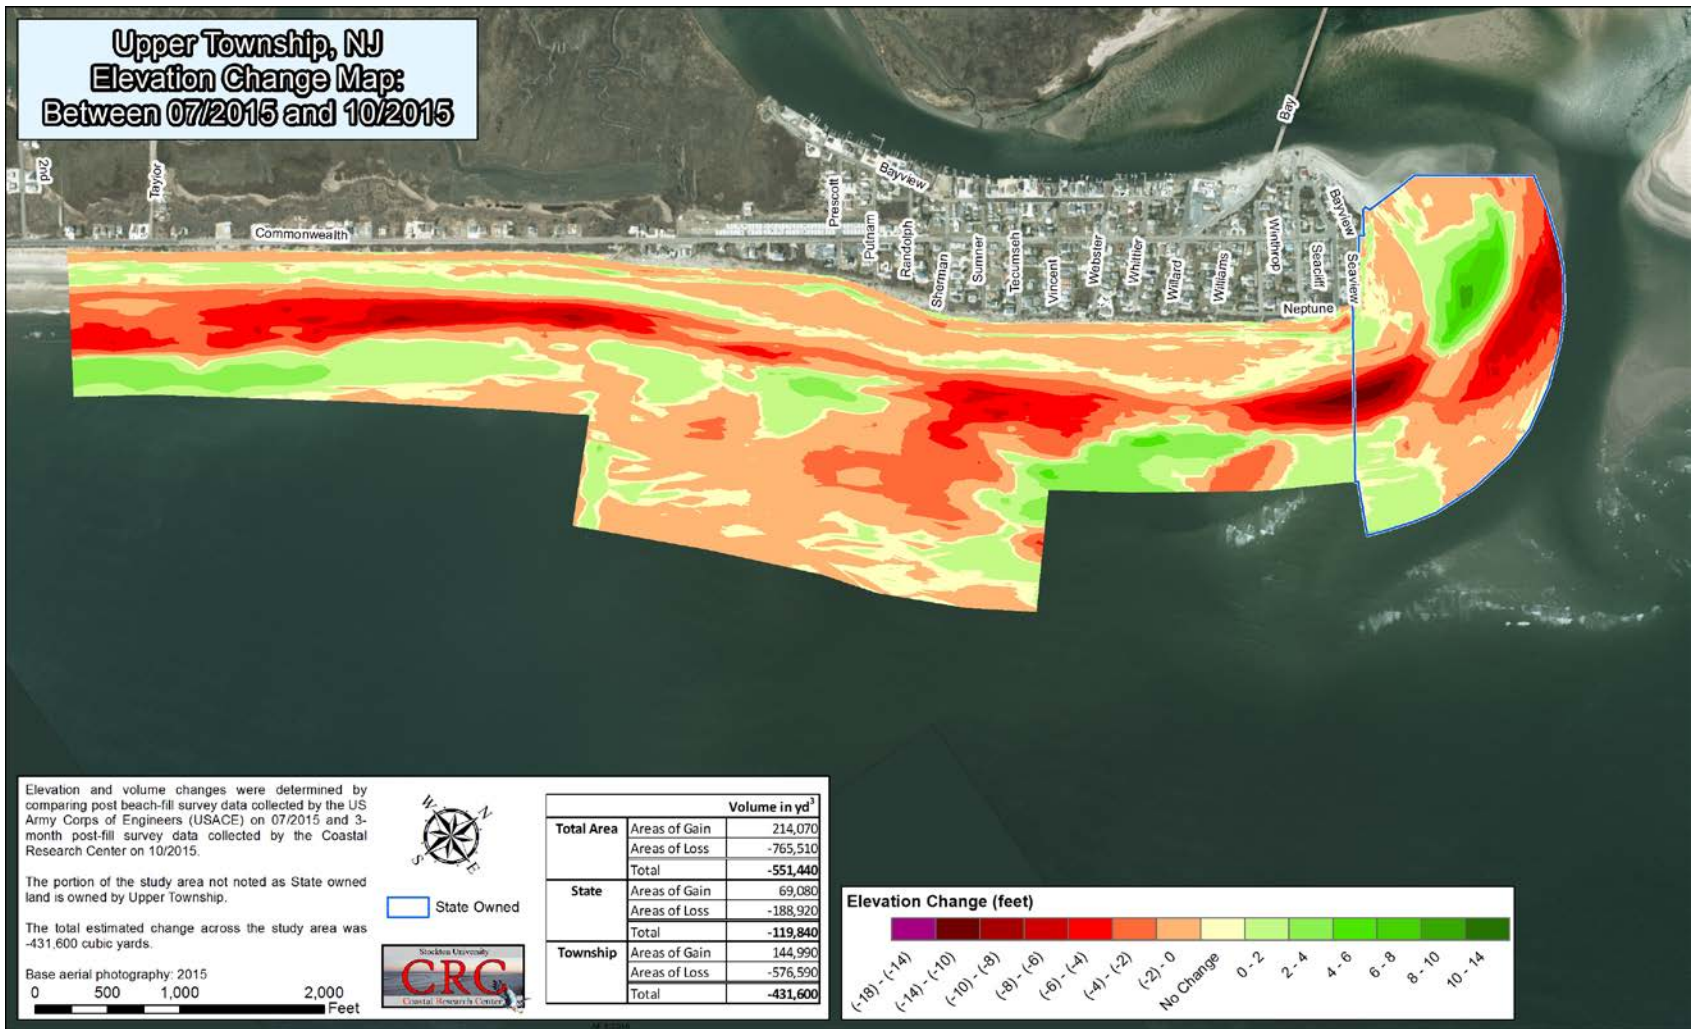 Upper Township, NJ
Elevation Change Map:
Between 07/2015 and 10/2015
2nd
Taylor
Commonwealth
Prescott
Bayview
Putnam
Randolph
Sherman
Sumner
Tecumseh
Vincent
Webster
Whittier
Willard
Williams
Winthrop
Seacliff
Neptune
Seaview
Bayview
Bay
Elevation and volume changes were determined by
comparing post beach-fill survey data collected by the US
Army Corps of Engineers (USACE) on 07/2015 and 3-
month post-fill survey data collected by the Coastal
Research Center on 10/2015.
The portion of the study area not noted as State owned
land is owned by Upper Township.
The total estimated change across the study area was
-431,600 cubic yards.
Base aerial photography: 2015
0 500 1,000 2,000
Feet
W N
S E
State Owned
Stockton University
CRC
Coastal Research Center
Volume in yd³
Total Area Areas of Gain 214,070
Areas of Loss -765,510
Total -551,440
State Areas of Gain 69,080
Areas of Loss -188,920
Total -119,840
Township Areas of Gain 144,990
Areas of Loss -576,590
Total -431,600
Elevation Change (feet)
(-18) - (-14)
(-14) - (-10)
(-10) - (-8)
(-8) - (-6)
(-6) - (-4)
(-4) - (-2)
(-2) - 0
No Change
0 - 2
2 - 4
4 - 6
6 - 8
8 - 10
10 - 14